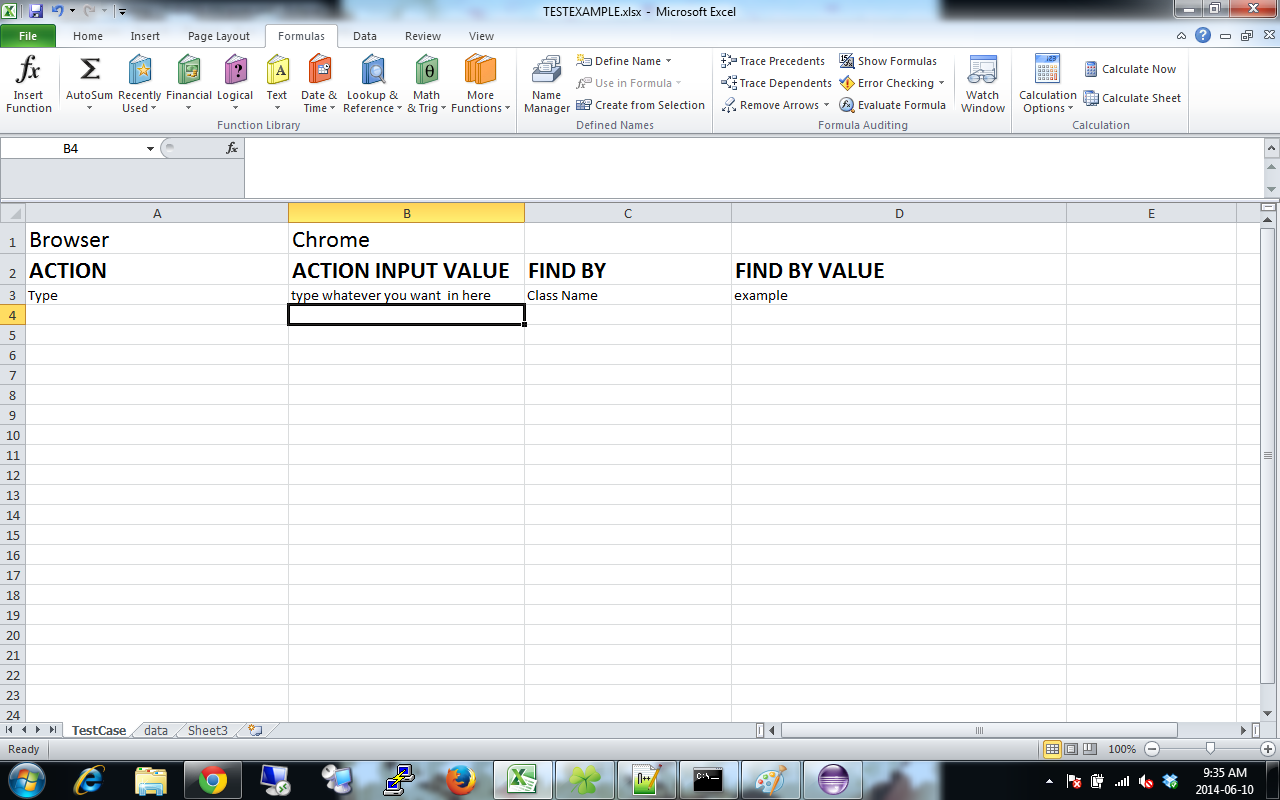 TESTEXAMPLE.xlsx - Microsoft Excel
File Home Insert Page Layout Formulas Data Review View
Insert Function
AutoSum
Recently Used
Financial
Logical
Text
Date & Time
Lookup & Reference
Math & Trig
More Functions
Function Library
Name Manager
Define Name
Use in Formula
Create from Selection
Defined Names
Trace Precedents
Trace Dependents
Remove Arrows
Show Formulas
Error Checking
Evaluate Formula
Formula Auditing
Watch Window
Calculation Options
Calculate Now
Calculate Sheet
Calculation
B4 fx
A B C D E
1 Browser Chrome
2 ACTION ACTION INPUT VALUE FIND BY FIND BY VALUE
3 Type type whatever you want in here Class Name example
4
5
6
7
8
9
10
11
12
13
14
15
16
17
18
19
20
21
22
23
24
TestCase data Sheet3
Ready 100%
9:35 AM
2014-06-10